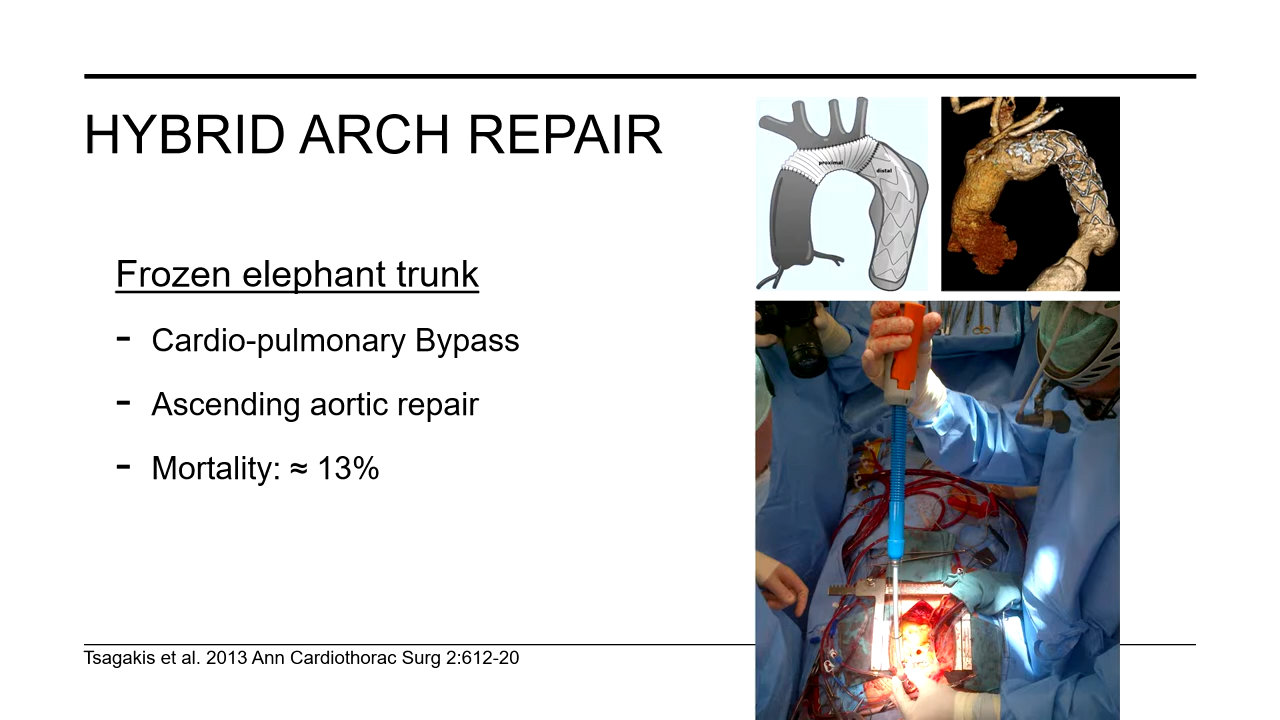 HYBRID ARCH REPAIR
proximal
distal
Frozen elephant trunk
- Cardio-pulmonary Bypass
- Ascending aortic repair
- Mortality: ≈ 13%
Tsagakis et al. 2013 Ann Cardiothorac Surg 2:612-20